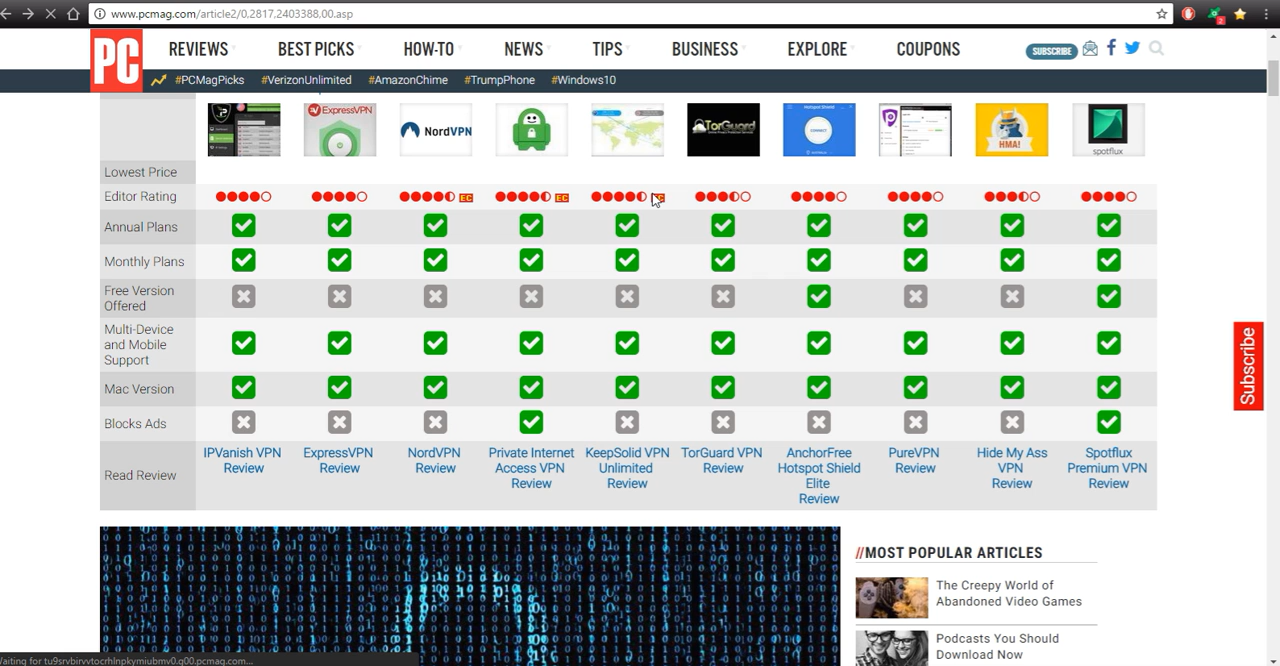 www.pcmag.com/article2/0,2817,2403388,00.asp
2
PC
REVIEWS
BEST PICKS
HOW-TO
NEWS
TIPS
BUSINESS
EXPLORE
COUPONS
SUBSCRIBE
#PCMagPicks
#VerizonUnlimited
#AmazonChime
#TrumpPhone
#Windows10
ExpressVPN
NordVPN
TorGuard
CONNECT
HMA!
spotflux
Lowest Price
Editor Rating
EC
EC
Annual Plans
Monthly Plans
Free Version
Offered
Multi-Device
and Mobile
Support
Mac Version
Blocks Ads
Read Review
IPVanish VPN
Review
ExpressVPN
Review
NordVPN
Review
Private Internet
Access VPN
Review
KeepSolid VPN
Unlimited
Review
TorGuard VPN
Review
AnchorFree
Hotspot Shield
Elite
Review
PureVPN
Review
Hide My Ass
VPN
Review
Spotflux
Premium VPN
Review
Subscribe
//MOST POPULAR ARTICLES
The Creepy World of
Abandoned Video Games
Podcasts You Should
Download Now